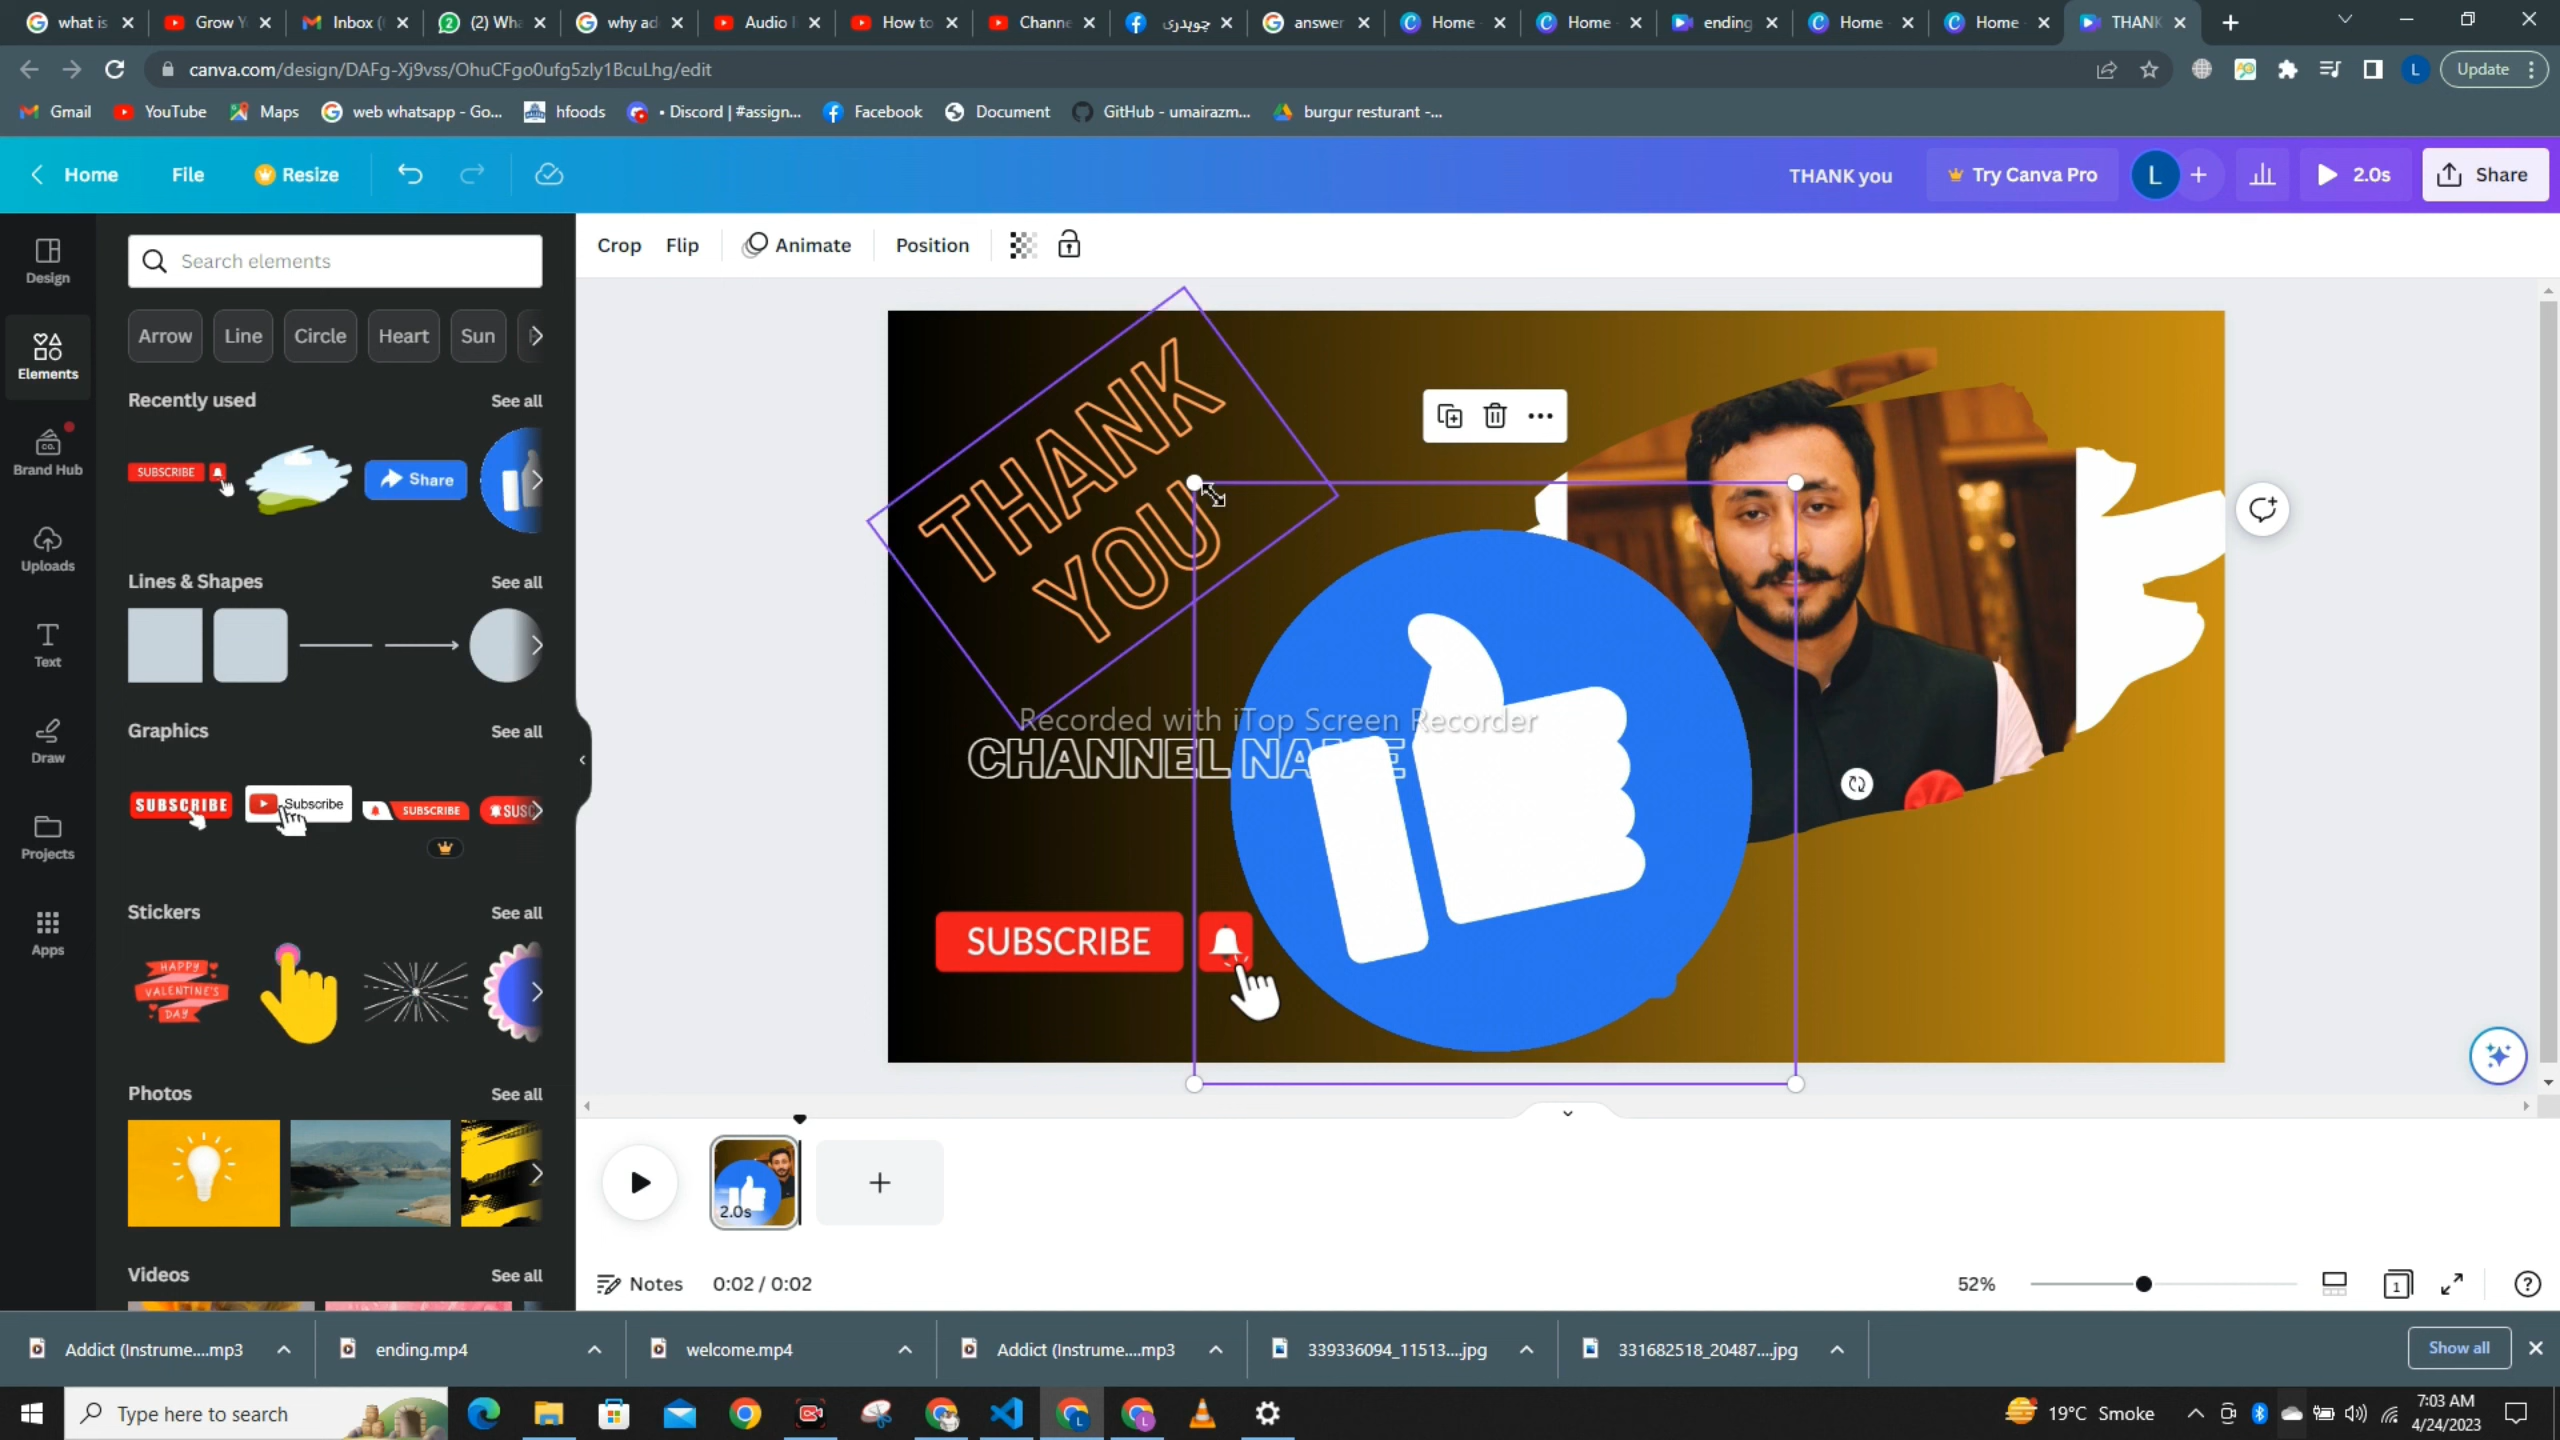 what is
Grow Y
Inbox (
(2) Wha
why ad
Audio
How to
Channe
چوہدری
answer
Home
Home
ending
Home
Home
THANK
canva.com/design/DAFg-Xj9vss/OhuCFgo0ufg5zIy1BcuLhg/edit
L
Update
Gmail
YouTube
Maps
web whatsapp - Go...
hfoods
• Discord | #assign...
Facebook
Document
GitHub - umairazm...
burgur resturant -...
Home
File
Resize
THANK you
Try Canva Pro
L
2.0s
Share
Design
Elements
Brand Hub
Uploads
Text
Draw
Projects
Apps
Search elements
Arrow
Line
Circle
Heart
Sun
Recently used
See all
SUBSCRIBE
Share
Lines & Shapes
See all
Graphics
See all
SUBSCRIBE
Subscribe
SUBSCRIBE
SUSC
Stickers
See all
HAPPY
VALENTINE'S
DAY
Photos
See all
Videos
See all
Crop
Flip
Animate
Position
THANK
YOU
Recorded with iTop Screen Recorder
CHANNEL NAME
SUBSCRIBE
2.0s
Notes
0:02 / 0:02
52%
1
Addict (Instrume....mp3
ending.mp4
welcome.mp4
Addict (Instrume....mp3
339336094_11513....jpg
331682518_20487....jpg
Show all
Type here to search
19°C Smoke
7:03 AM
4/24/2023